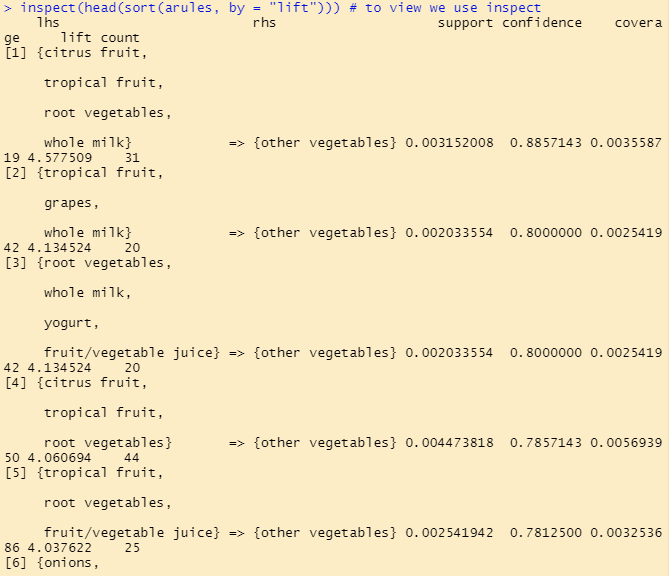 > inspect(head(sort(arules, by = "lift"))) # to view we use inspect
lhs rhs support confidence covera
ge lift count
[1] {citrus fruit,
tropical fruit,
root vegetables,
whole milk} => {other vegetables} 0.003152008 0.8857143 0.0035587
19 4.577509 31
[2] {tropical fruit,
grapes,
whole milk} => {other vegetables} 0.002033554 0.8000000 0.0025419
42 4.134524 20
[3] {root vegetables,
whole milk,
yogurt,
fruit/vegetable juice} => {other vegetables} 0.002033554 0.8000000 0.0025419
42 4.134524 20
[4] {citrus fruit,
tropical fruit,
root vegetables} => {other vegetables} 0.004473818 0.7857143 0.0056939
50 4.060694 44
[5] {tropical fruit,
root vegetables,
fruit/vegetable juice} => {other vegetables} 0.002541942 0.7812500 0.0032536
86 4.037622 25
[6] {onions,